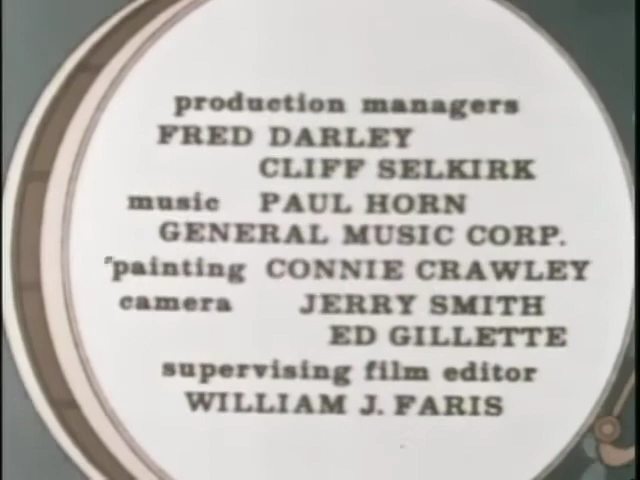 production managers
FRED DARLEY
CLIFF SELKIRK
music PAUL HORN
GENERAL MUSIC CORP.
painting CONNIE CRAWLEY
camera JERRY SMITH
ED GILLETTE
supervising film editor
WILLIAM J. FARIS